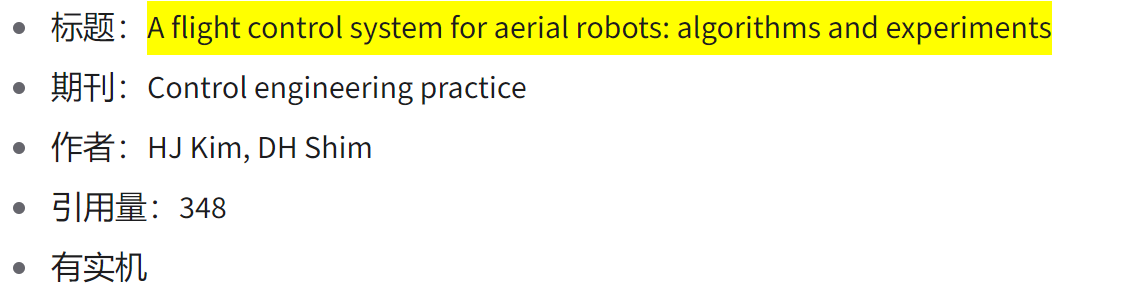 标题：A flight control system for aerial robots: algorithms and experiments
期刊：Control engineering practice
作者：HJ Kim, DH Shim
引用量：348
有实机